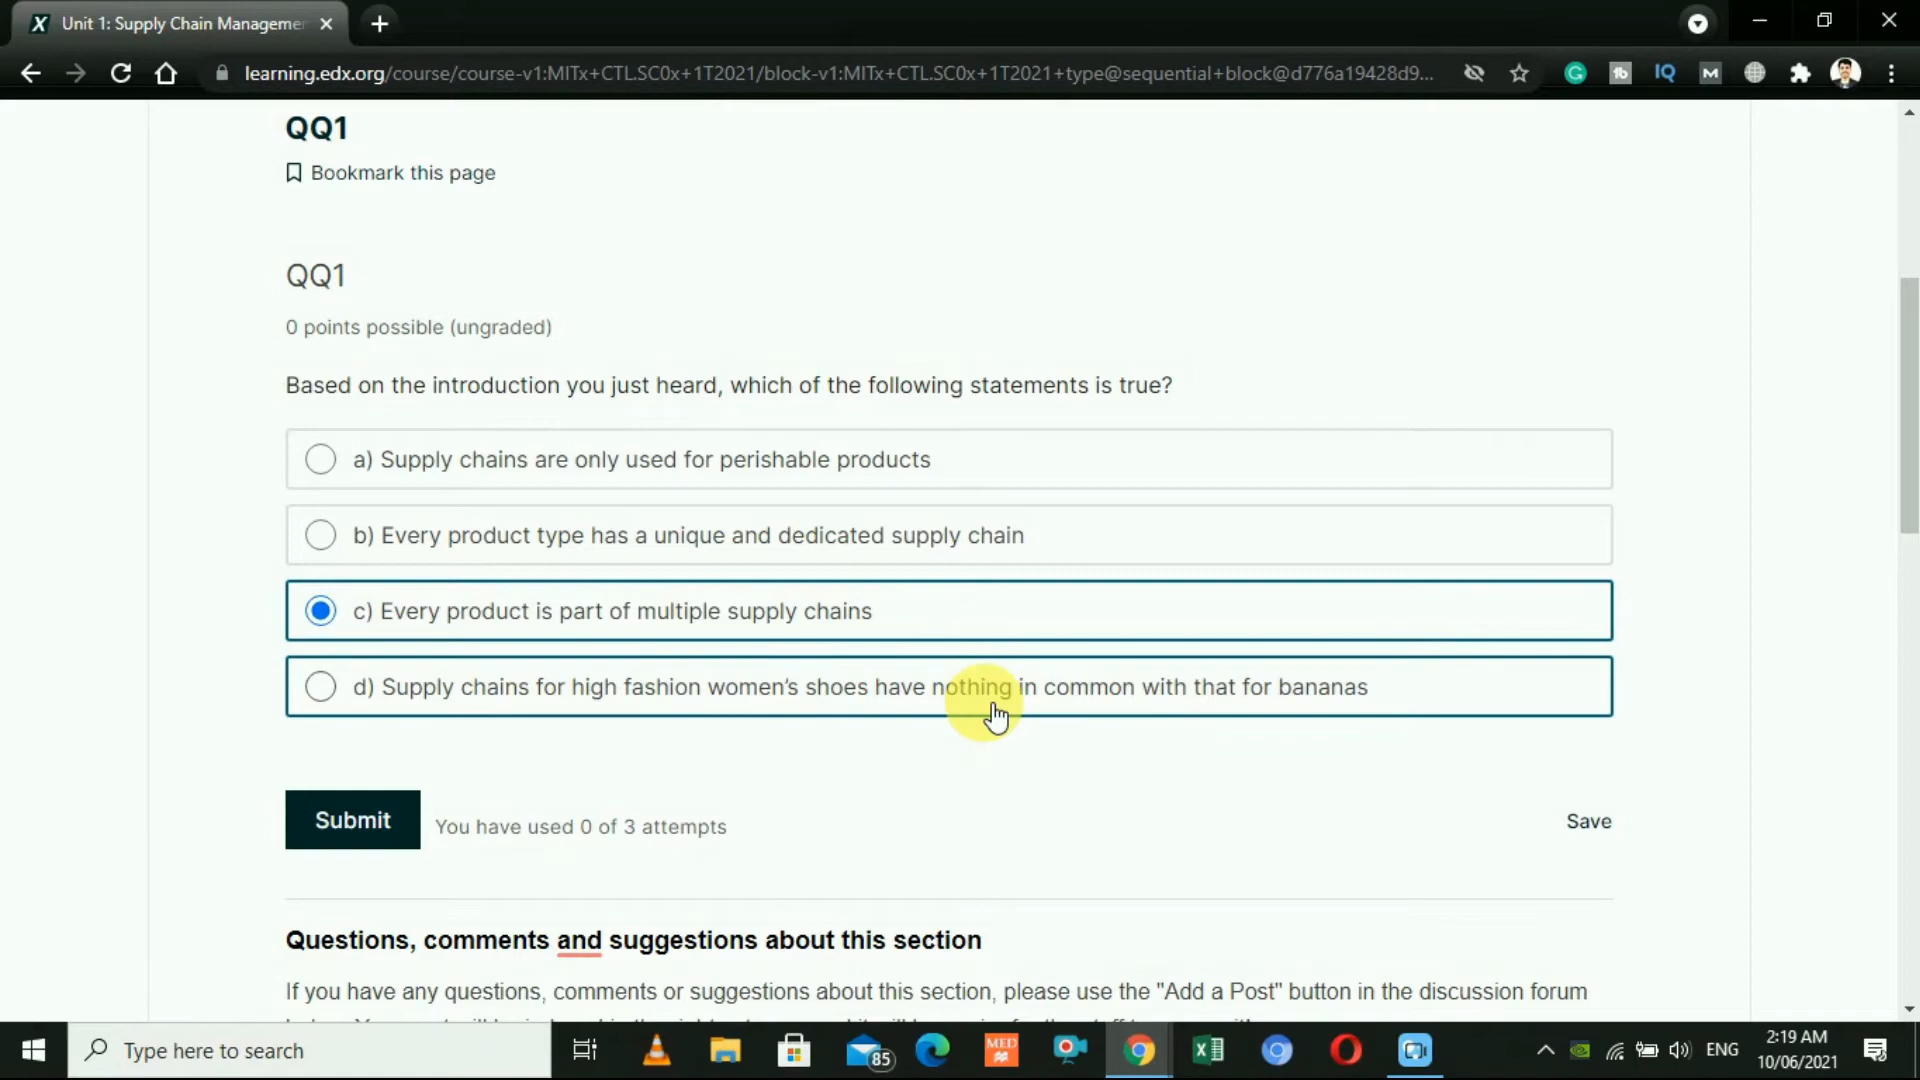 Unit 1: Supply Chain Manageme
learning.edx.org/course/course-v1:MITx+CTL.SC0x+1T2021/block-v1:MITx+CTL.SC0x+1T2021+type@sequential+block@d776a19428d9...
QQ1
Bookmark this page
QQ1
0 points possible (ungraded)
Based on the introduction you just heard, which of the following statements is true?
a) Supply chains are only used for perishable products
b) Every product type has a unique and dedicated supply chain
c) Every product is part of multiple supply chains
d) Supply chains for high fashion women's shoes have nothing in common with that for bananas
Submit
You have used 0 of 3 attempts
Save
Questions, comments and suggestions about this section
If you have any questions, comments or suggestions about this section, please use the "Add a Post" button in the discussion forum
Type here to search
85
MED
ENG
2:19 AM
10/06/2021